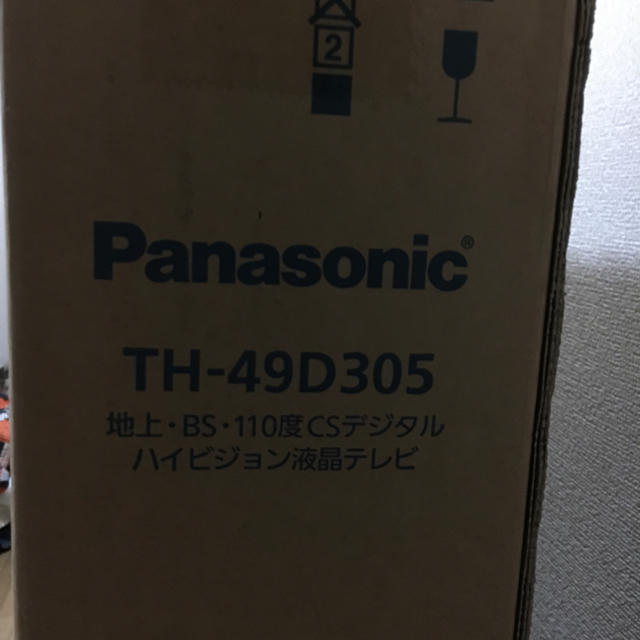 2
Panasonic®
TH-49D305
地上・BS・110度CSデジタル
ハイビジョン液晶テレビ